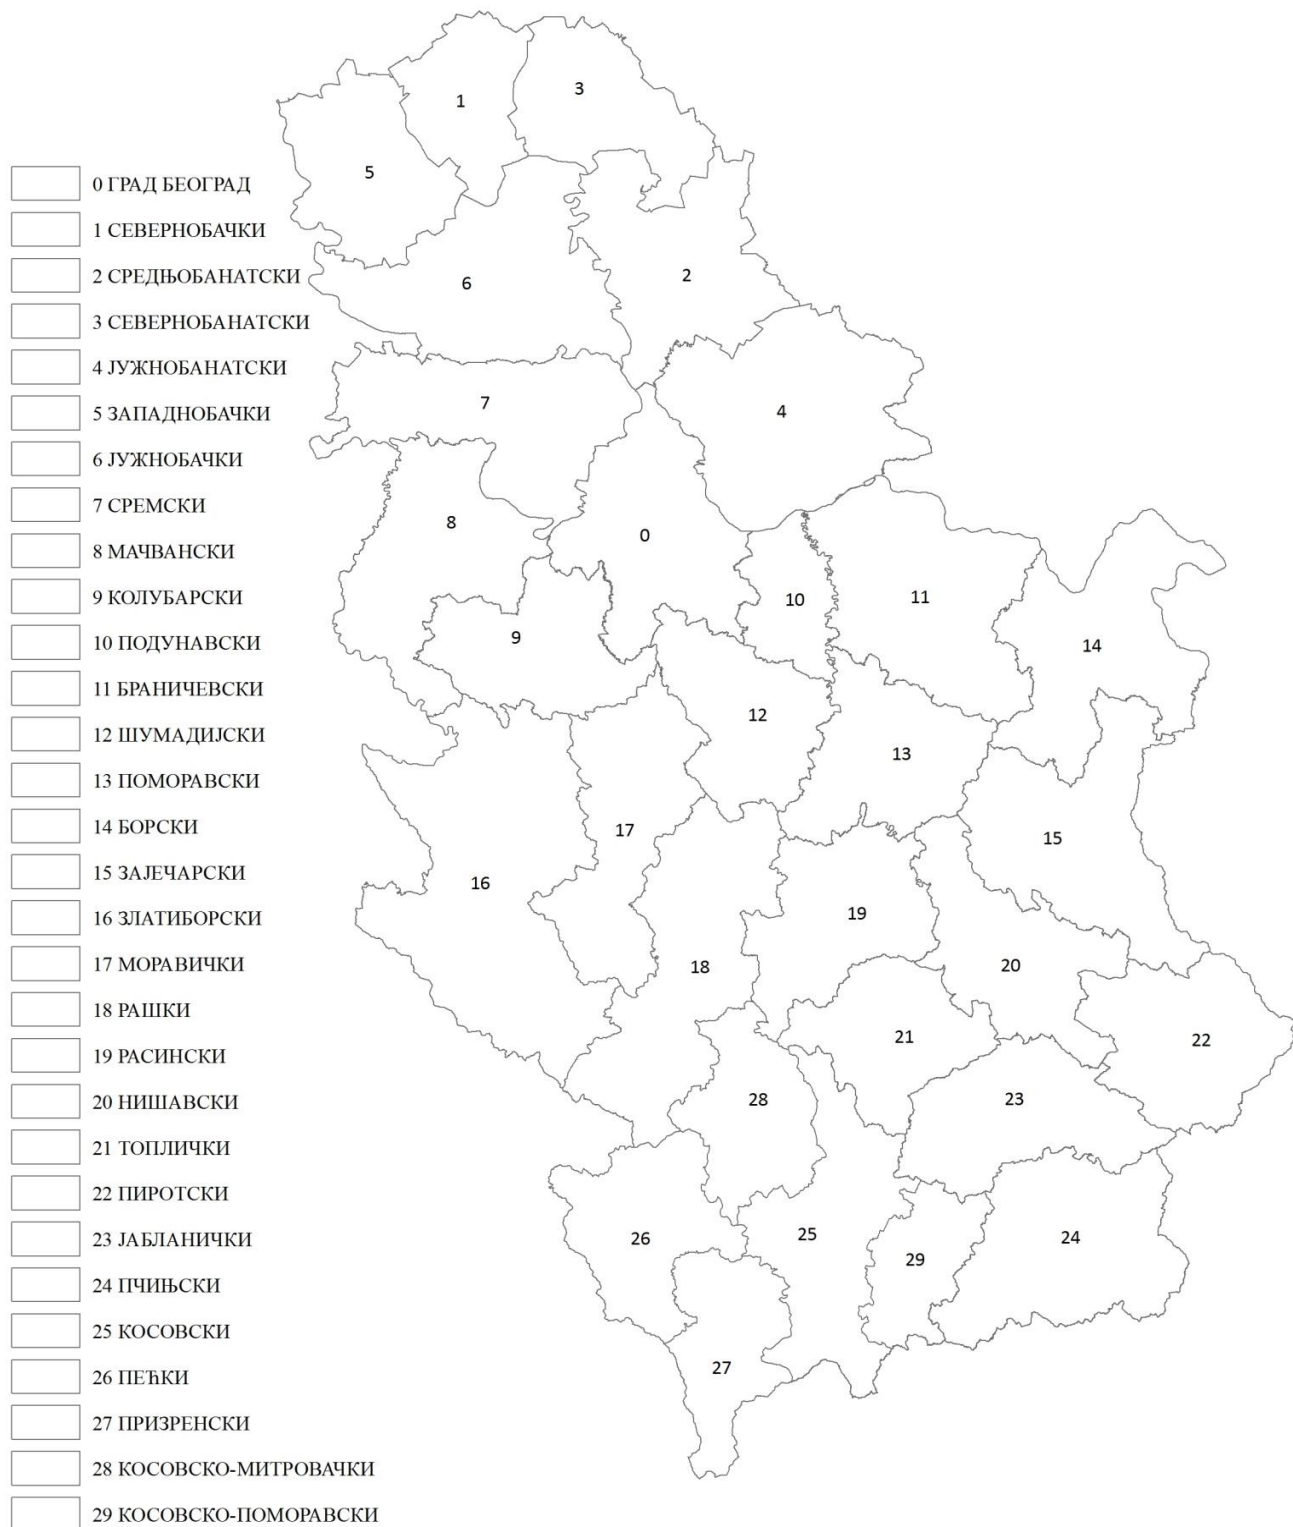 0 ГРАД БЕОГРАД
1 СЕВЕРНОБАЧКИ
2 СРЕДЊОБАНАТСКИ
3 СЕВЕРНОБАНАТСКИ
4 ЈУЖНОБАНАТСКИ
5 ЗАПАДНОБАЧКИ
6 ЈУЖНОБАЧКИ
7 СРЕМСКИ
8 МАЧВАНСКИ
9 КОЛУБАРСКИ
10 ПОДУНАВСКИ
11 БРАНИЧЕВСКИ
12 ШУМАДИЈСКИ
13 ПОМОРАВСКИ
14 БОРСКИ
15 ЗАЈЕЧАРСКИ
16 ЗЛАТИБОРСКИ
17 МОРАВИЧКИ
18 РАШКИ
19 РАСИНСКИ
20 НИШАВСКИ
21 ТОПЛИЧКИ
22 ПИРОТСКИ
23 ЈАБЛАНИЧКИ
24 ПЧИЊСКИ
25 КОСОВСКИ
26 ПЕЋКИ
27 ПРИЗРЕНСКИ
28 КОСОВСКО-МИТРОВАЧКИ
29 КОСОВСКО-ПОМОРАВСКИ
3
1
5
2
6
7
4
8
0
10
11
9
14
12
13
17
15
16
19
18
20
21
22
28
23
25
26
24
29
27